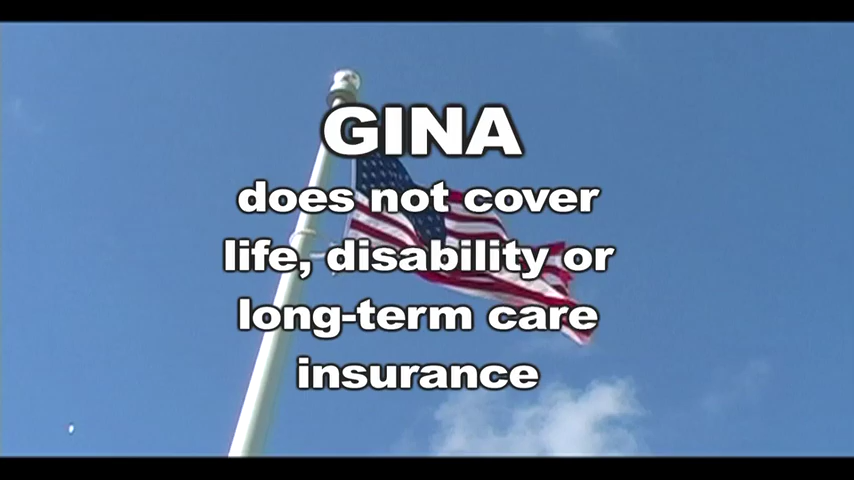 GINA
does not cover
life, disability or
long-term care
insurance